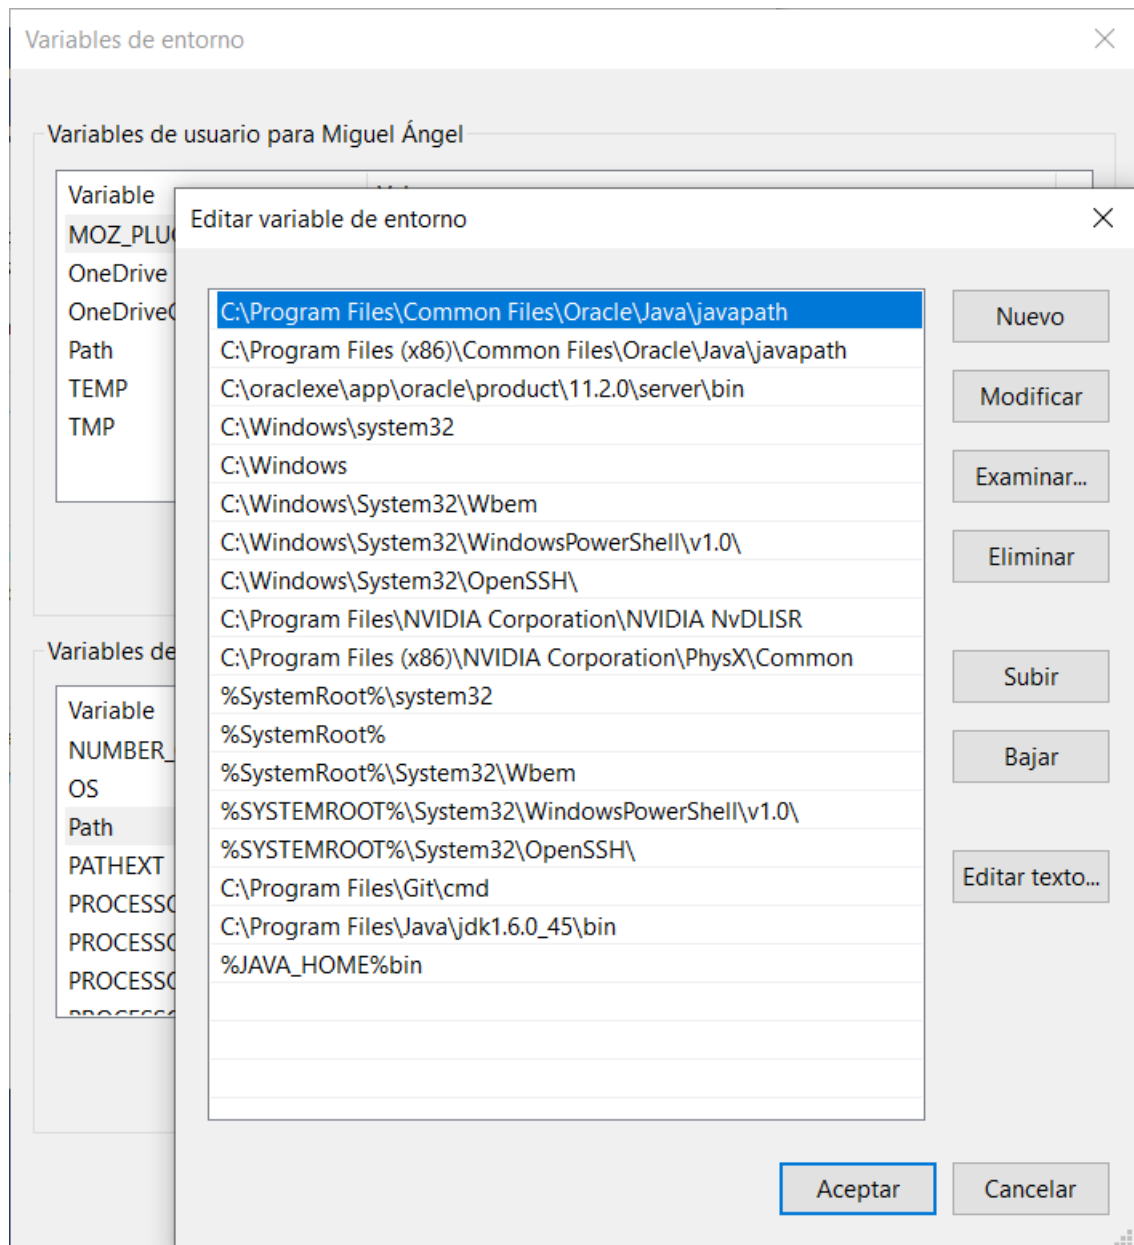 Variables de entorno
Variables de usuario para Miguel Ángel
Variable
MOZ_PLU
OneDrive
OneDrive
Path
TEMP
TMP
Editar variable de entorno
C:\Program Files\Common Files\Oracle\Java\javapath
C:\Program Files (x86)\Common Files\Oracle\Java\javapath
C:\oraclexe\app\oracle\product\11.2.0\server\bin
C:\Windows\system32
C:\Windows
C:\Windows\System32\Wbem
C:\Windows\System32\WindowsPowerShell\v1.0\
C:\Windows\System32\OpenSSH\
C:\Program Files\NVIDIA Corporation\NVIDIA NvDLISR
C:\Program Files (x86)\NVIDIA Corporation\PhysX\Common
%SystemRoot%\system32
%SystemRoot%
%SystemRoot%\System32\Wbem
%SYSTEMROOT%\System32\WindowsPowerShell\v1.0\
%SYSTEMROOT%\System32\OpenSSH\
C:\Program Files\Git\cmd
C:\Program Files\Java\jdk1.6.0_45\bin
%JAVA_HOME%bin
Nuevo
Modificar
Examinar...
Eliminar
Subir
Bajar
Editar texto...
Aceptar
Cancelar
Variables de
Variable
NUMBER_
OS
Path
PATHEXT
PROCESSO
PROCESSO
PROCESSO